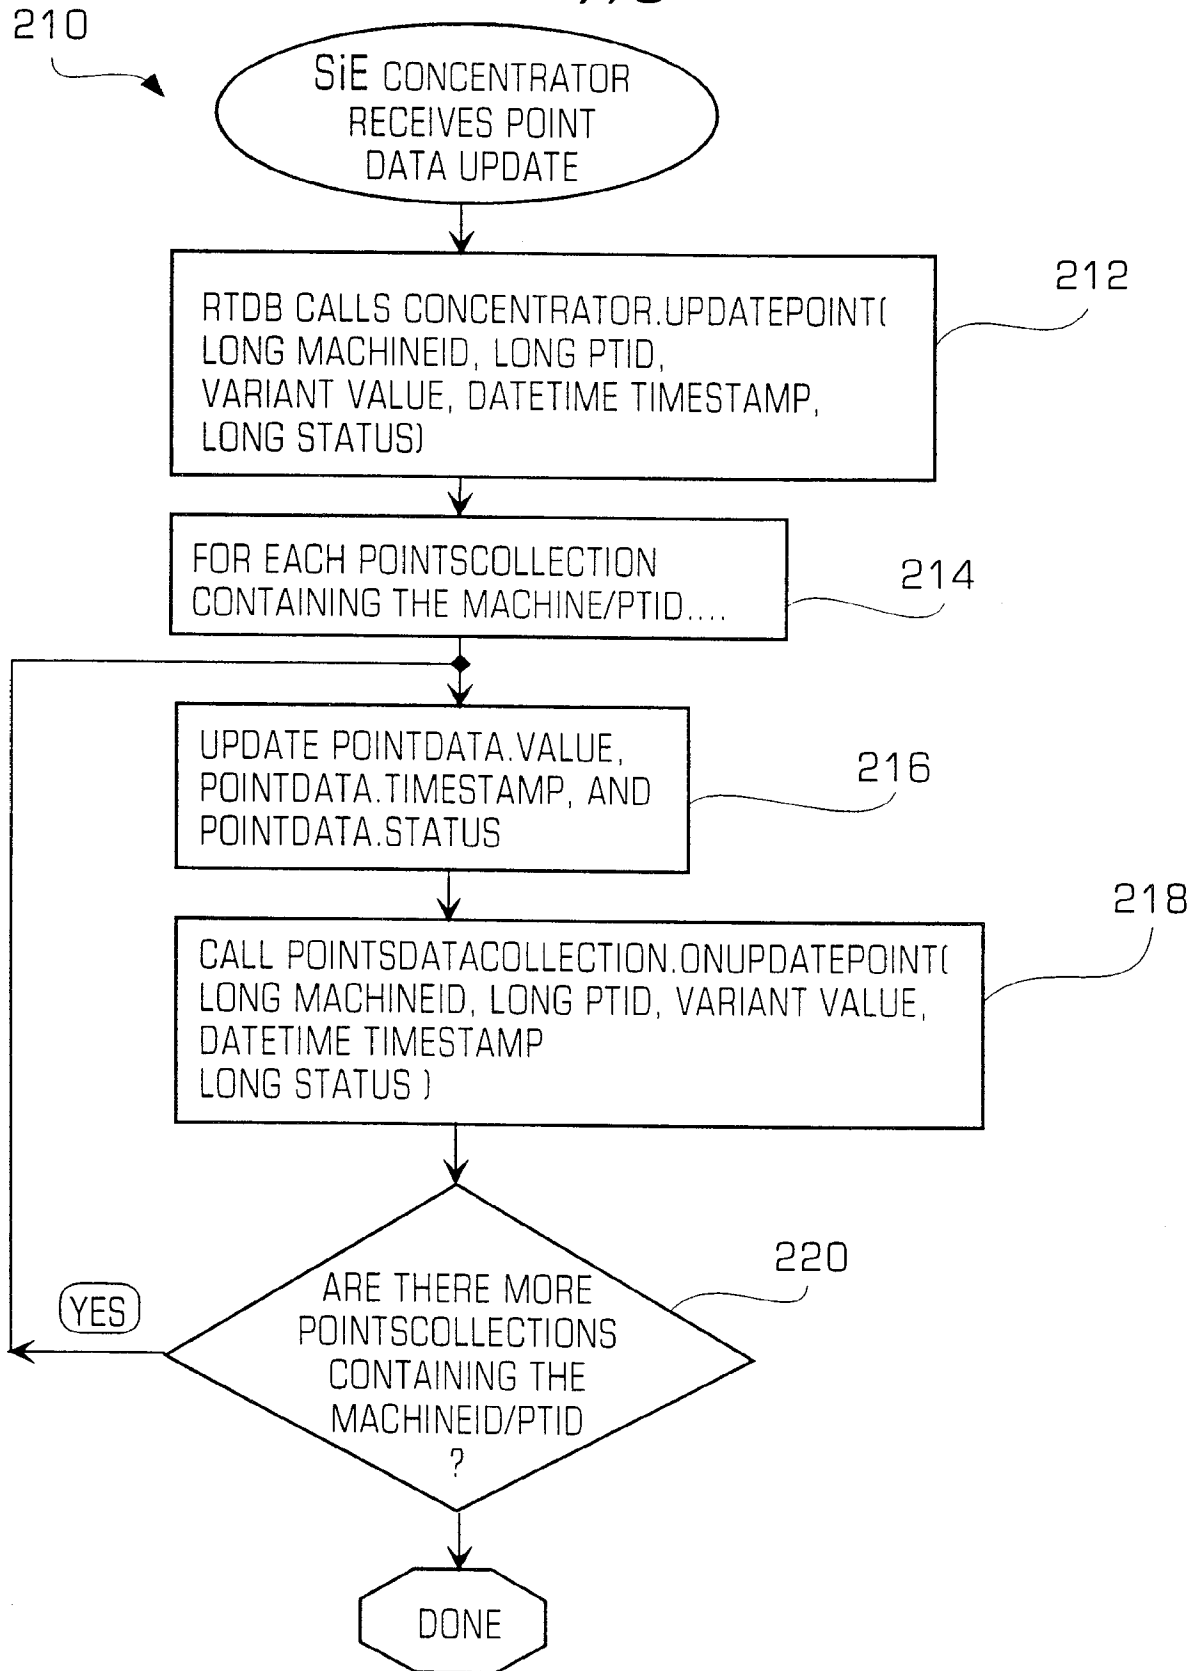 210
SiE CONCENTRATOR
RECEIVES POINT
DATA UPDATE
212
RTDB CALLS CONCENTRATOR.UPDATEPOINT(
LONG MACHINEID, LONG PTID,
VARIANT VALUE, DATETIME TIMESTAMP,
LONG STATUS)
214
FOR EACH POINTSCOLLECTION
CONTAINING THE MACHINE/PTID....
216
UPDATE POINTDATA.VALUE,
POINTDATA.TIMESTAMP, AND
POINTDATA.STATUS
218
CALL POINTSDATACOLLECTION.ONUPDATEPOINT(
LONG MACHINEID, LONG PTID, VARIANT VALUE,
DATETIME TIMESTAMP
LONG STATUS )
220
YES
ARE THERE MORE
POINTSCOLLECTIONS
CONTAINING THE
MACHINEID/PTID
?
DONE